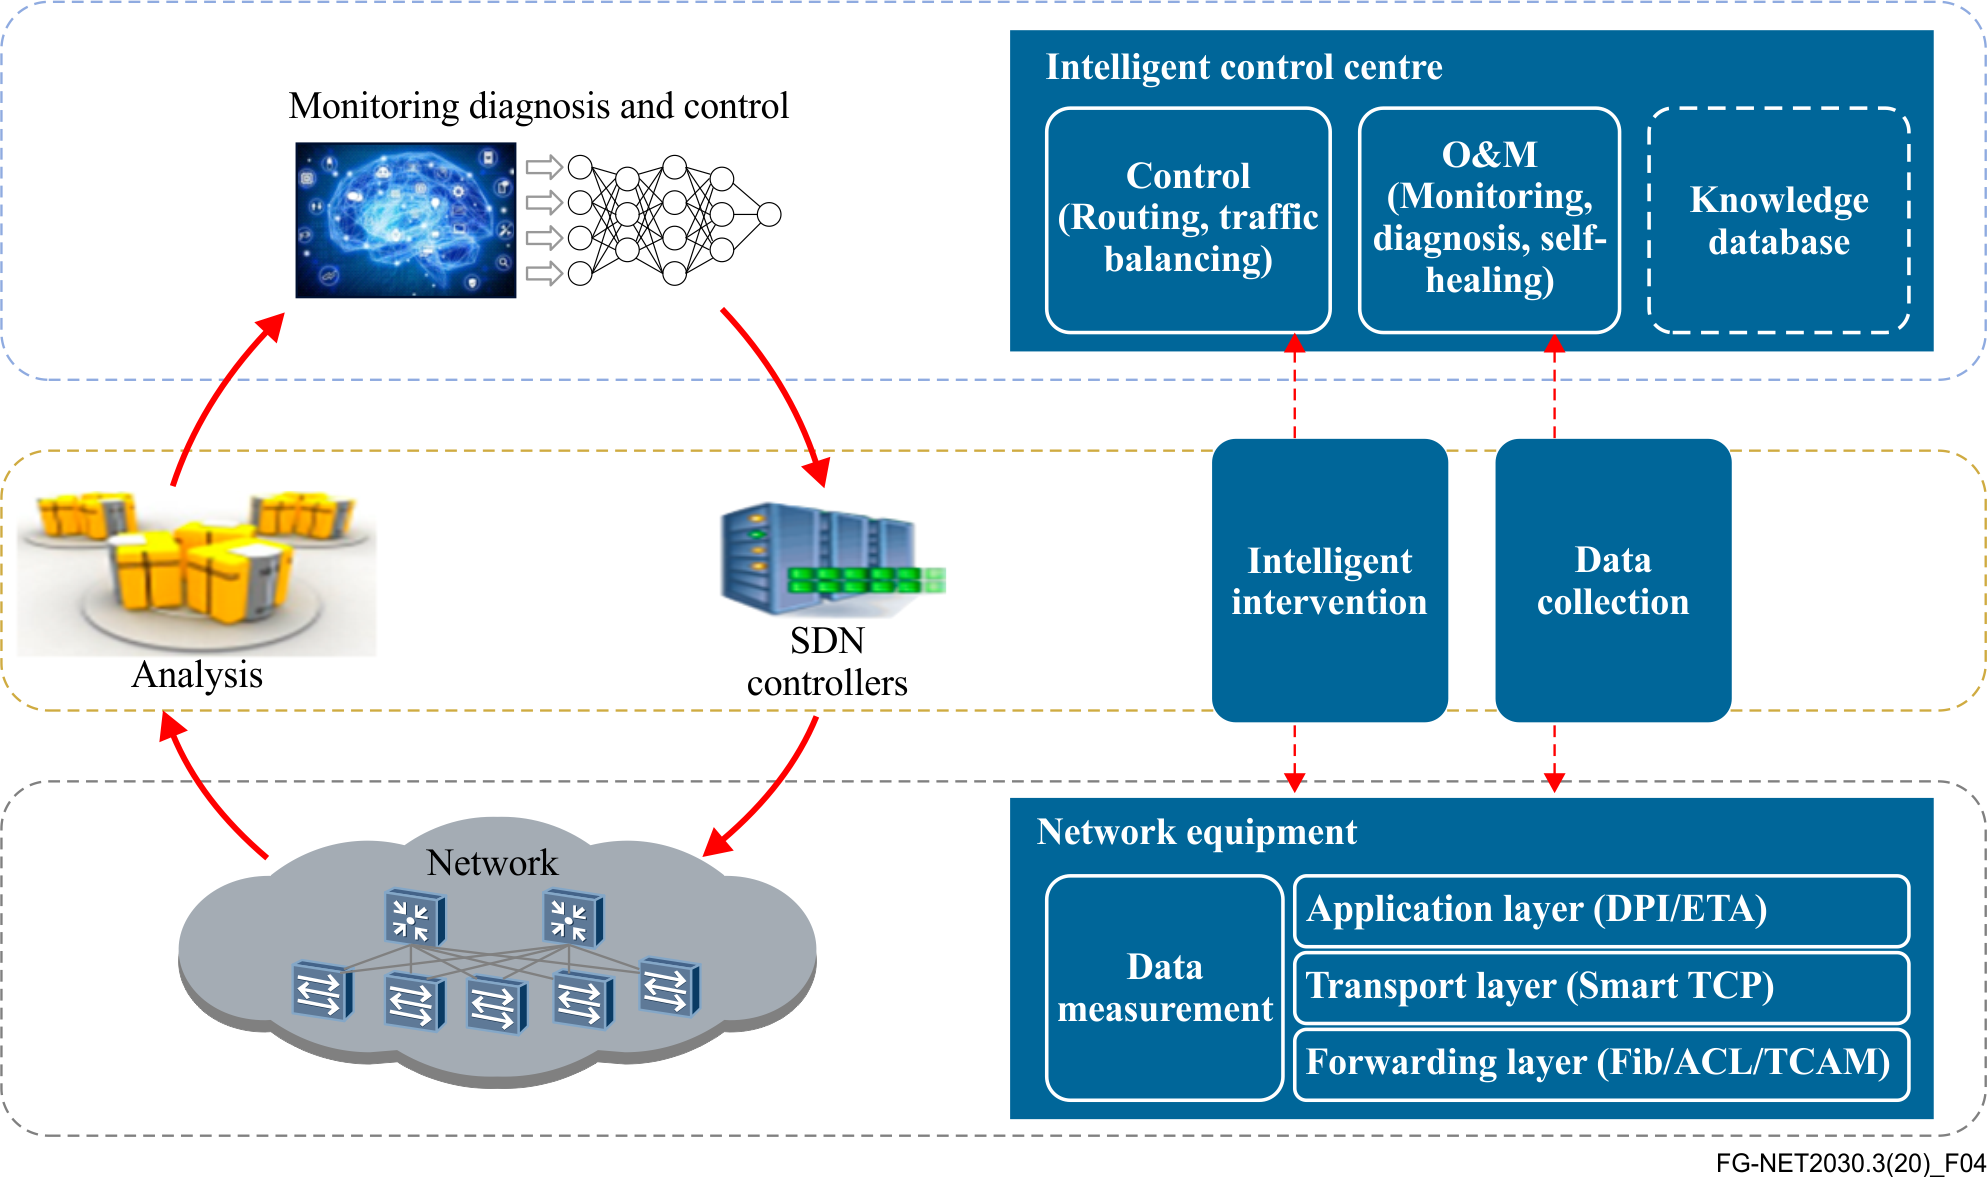 Monitoring diagnosis and control
Intelligent control centre
Control
(Routing, traffic
balancing)
O&M
(Monitoring,
diagnosis, self-
healing)
Knowledge
database
Analysis
SDN
controllers
Intelligent
intervention
Data
collection
Network
Network equipment
Data
measurement
Application layer (DPI/ETA)
Transport layer (Smart TCP)
Forwarding layer (Fib/ACL/TCAM)
FG-NET2030.3(20)_F04